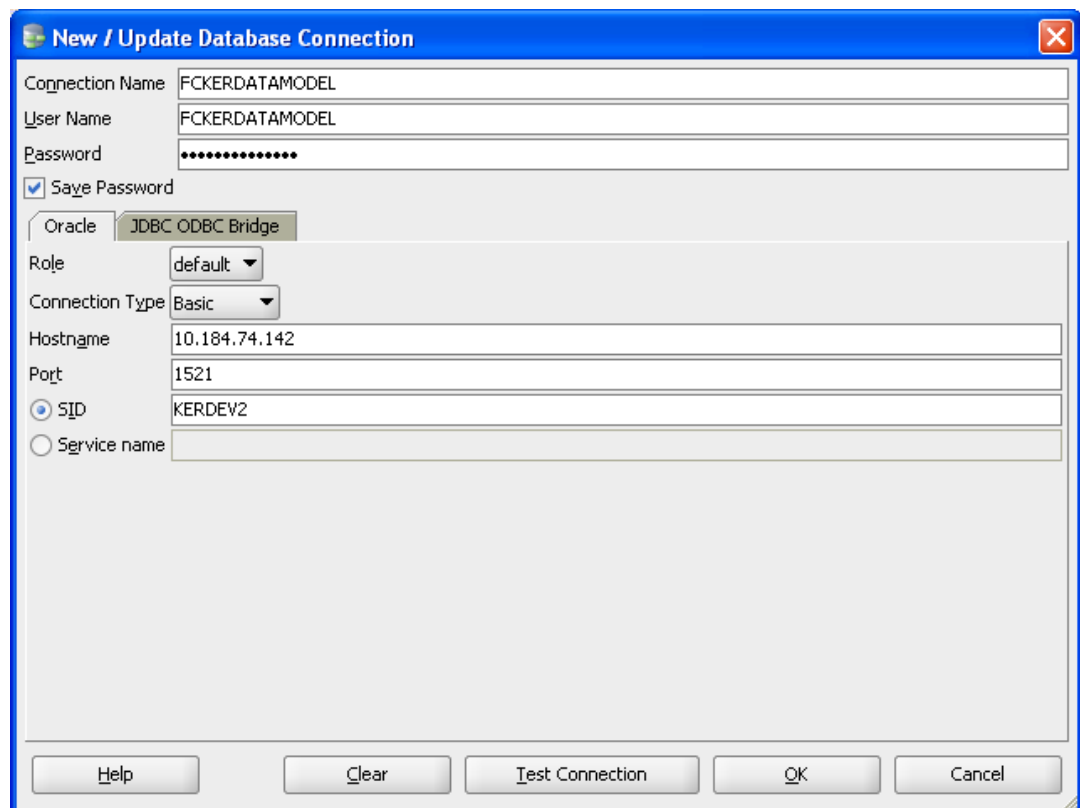 New / Update Database Connection
Connection Name FCKERDATAMODEL
User Name FCKERDATAMODEL
Password ••••••••••••••
Save Password
Oracle JDBC ODBC Bridge
Role default
Connection Type Basic
Hostname 10.184.74.142
Port 1521
SID KERDEV2
Service name
Help Clear Test Connection OK Cancel